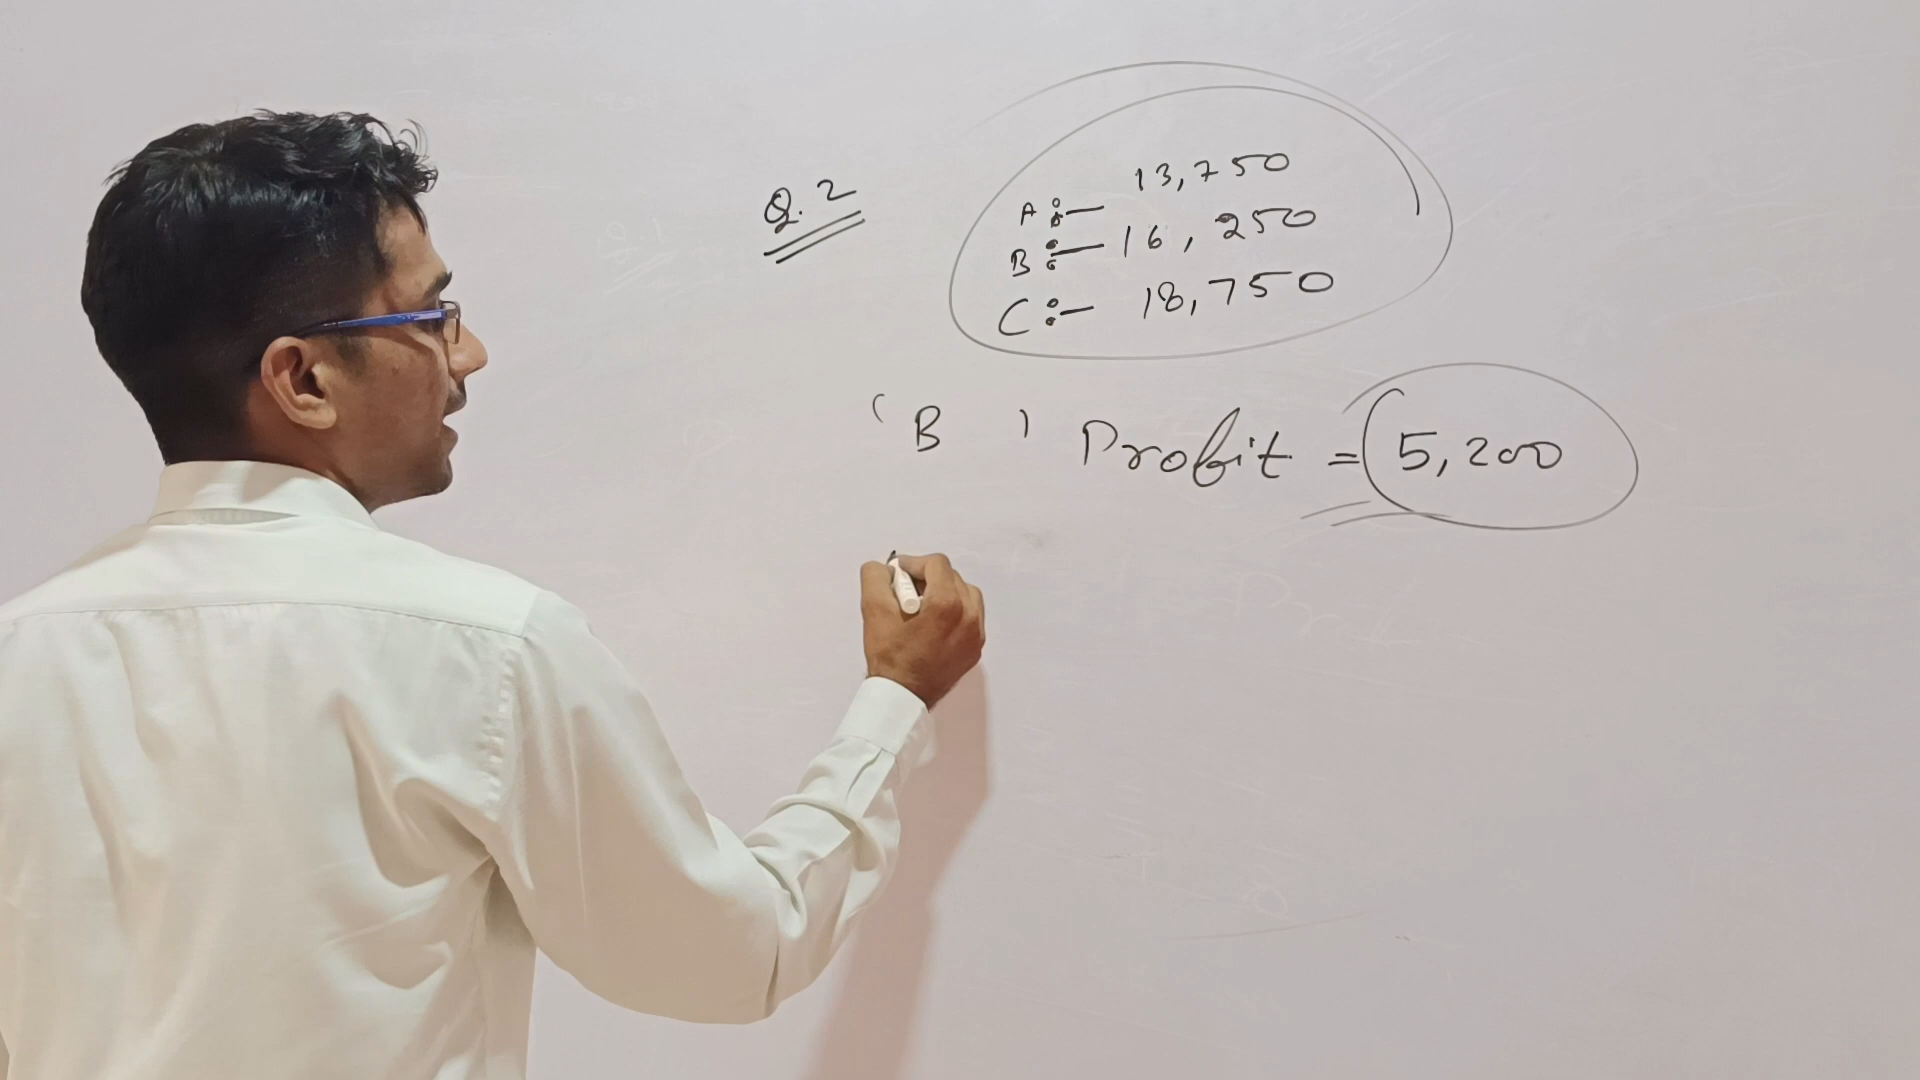 Q. 2
A :- 13,750
B :- 16,250
C :- 18,750
(B) Profit = 5,200